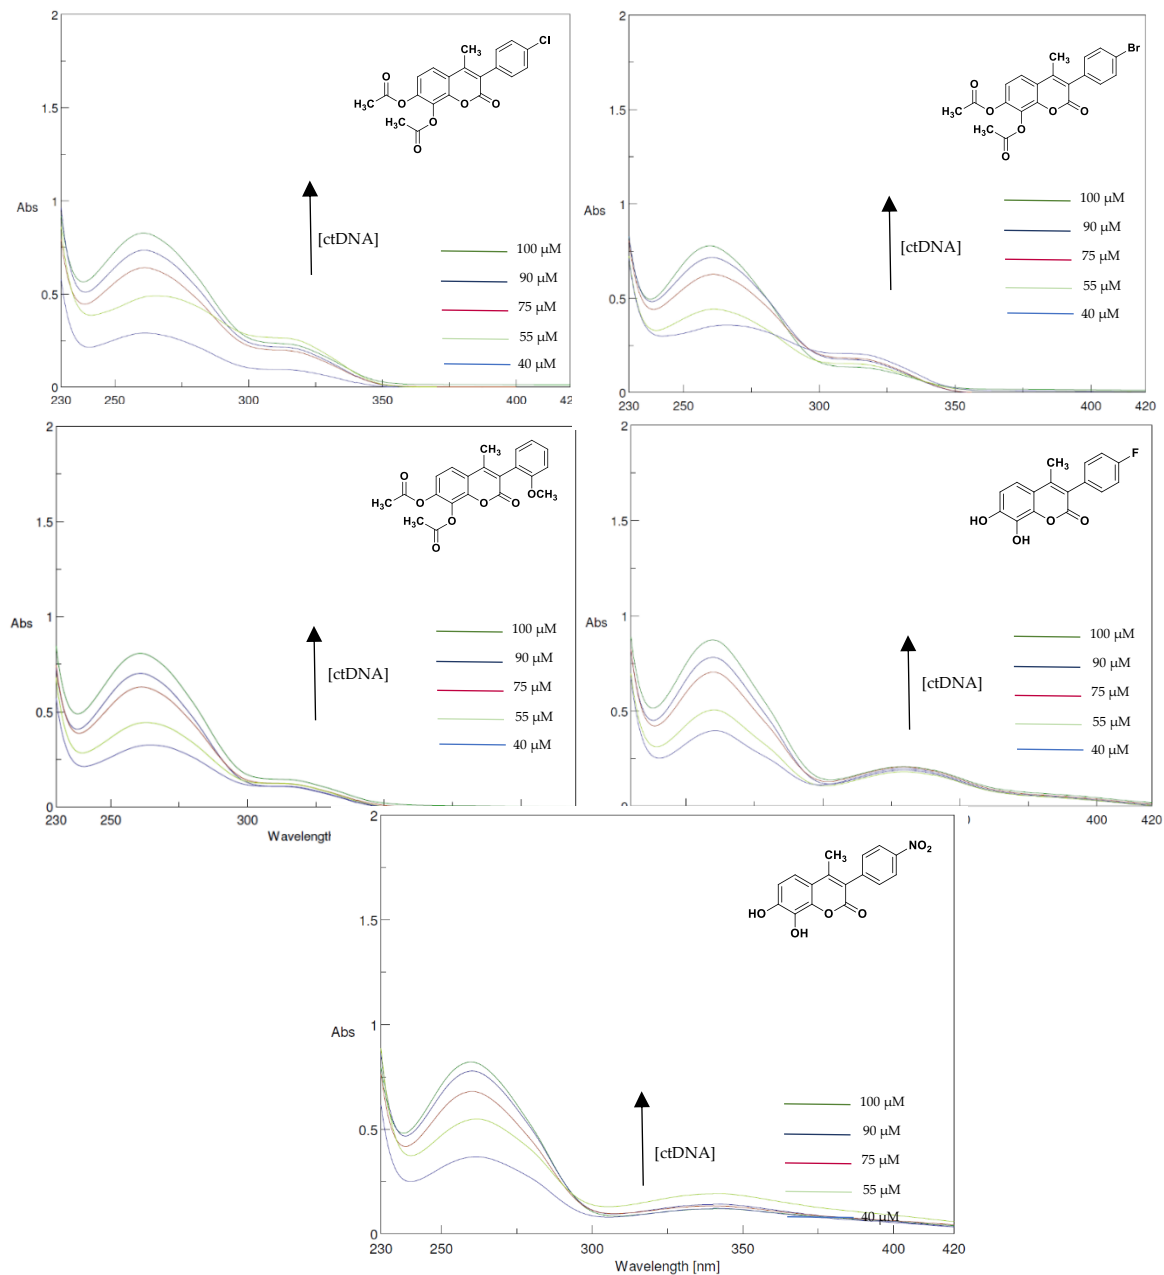 2
1.5
1
Abs
0.5
0
230
250
300
350
400
42
CH₃
Cl
O
H₃C
O
O
O
H₃C
O
O
[ctDNA]
100 µM
90 µM
75 µM
55 µM
40 µM
2
1.5
1
Abs
0.5
0
230
250
300
350
400
420
CH₃
Br
O
H₃C
O
O
O
H₃C
O
O
[ctDNA]
100 µM
90 µM
75 µM
55 µM
40 µM
2
1.5
1
Abs
0.5
0
230
250
300
Wavelength
CH₃
O
H₃C
O
O
O
OCH₃
H₃C
O
O
[ctDNA]
100 µM
90 µM
75 µM
55 µM
40 µM
2
1.5
1
Abs
0.5
0
400
420
CH₃
F
HO
O
O
OH
[ctDNA]
100 µM
90 µM
75 µM
55 µM
40 µM
2
1.5
1
Abs
0.5
0
230
250
300
350
400
420
Wavelength [nm]
CH₃
NO₂
HO
O
O
OH
[ctDNA]
100 µM
90 µM
75 µM
55 µM
40 µM